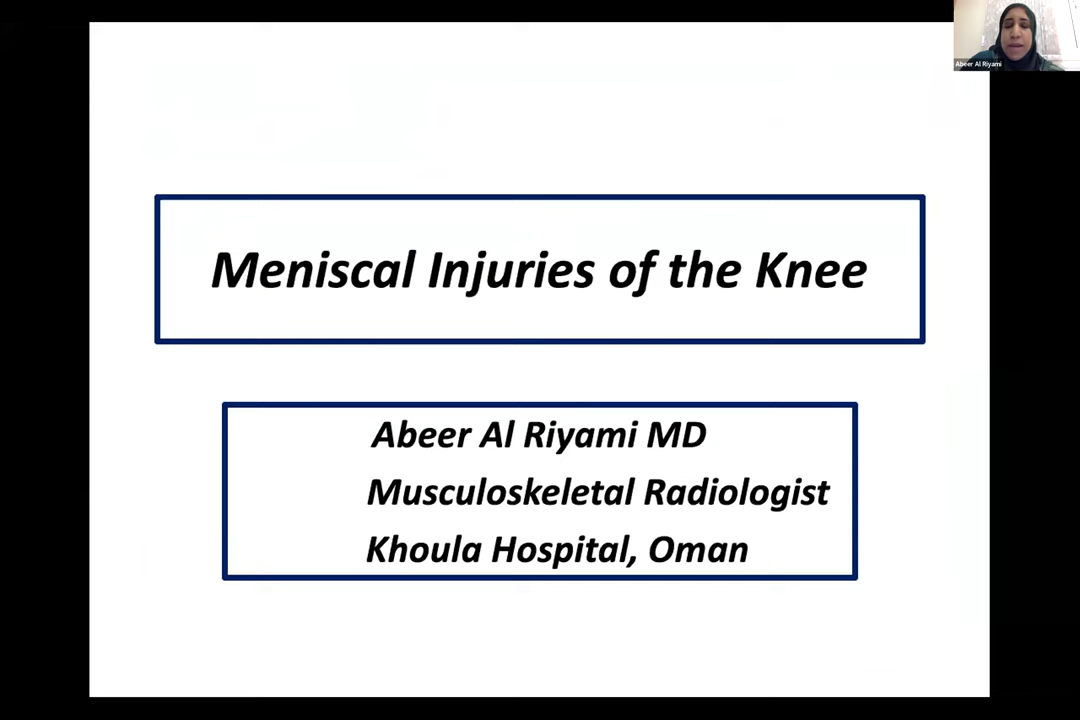 Abeer Al Riyami
Meniscal Injuries of the Knee
Abeer Al Riyami MD
Musculoskeletal Radiologist
Khoula Hospital, Oman